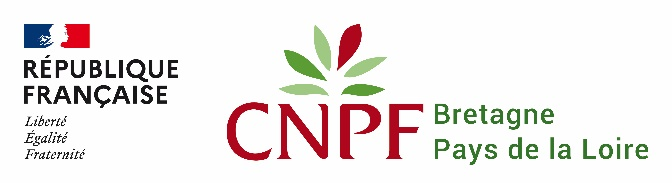 RÉPUBLIQUE
FRANÇAISE
Liberté
Égalité
Fraternité
CNPF
Bretagne
Pays de la Loire